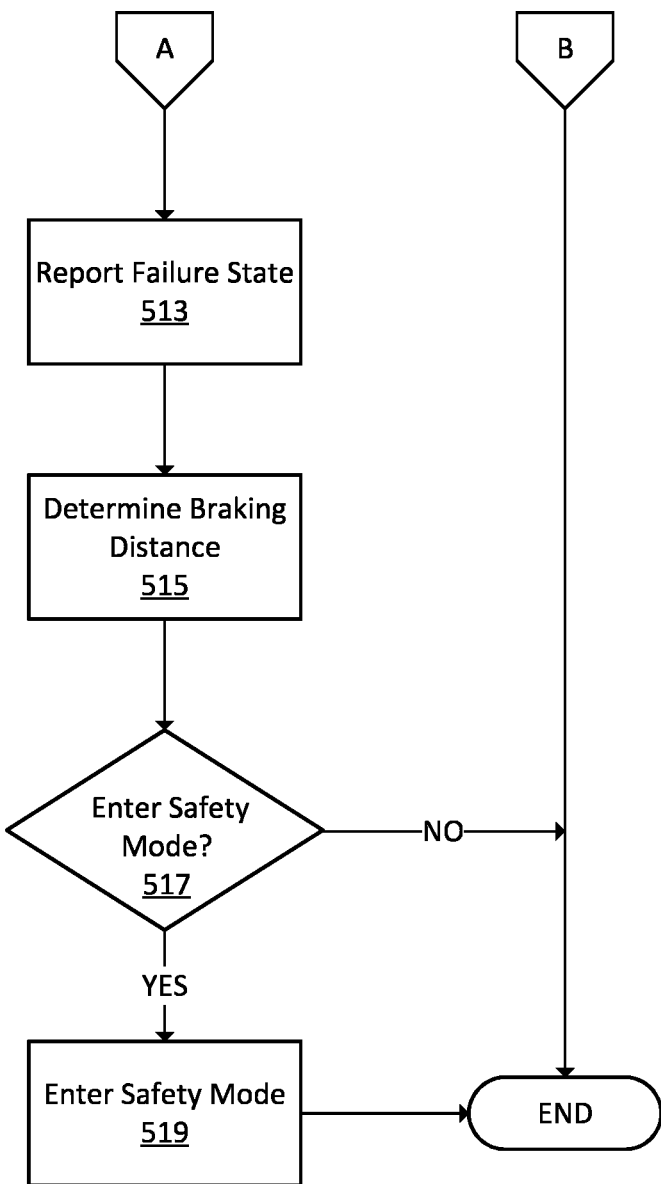 A
B
Report Failure State
513
Determine Braking
Distance
515
Enter Safety
Mode?
517
NO
YES
Enter Safety Mode
519
END